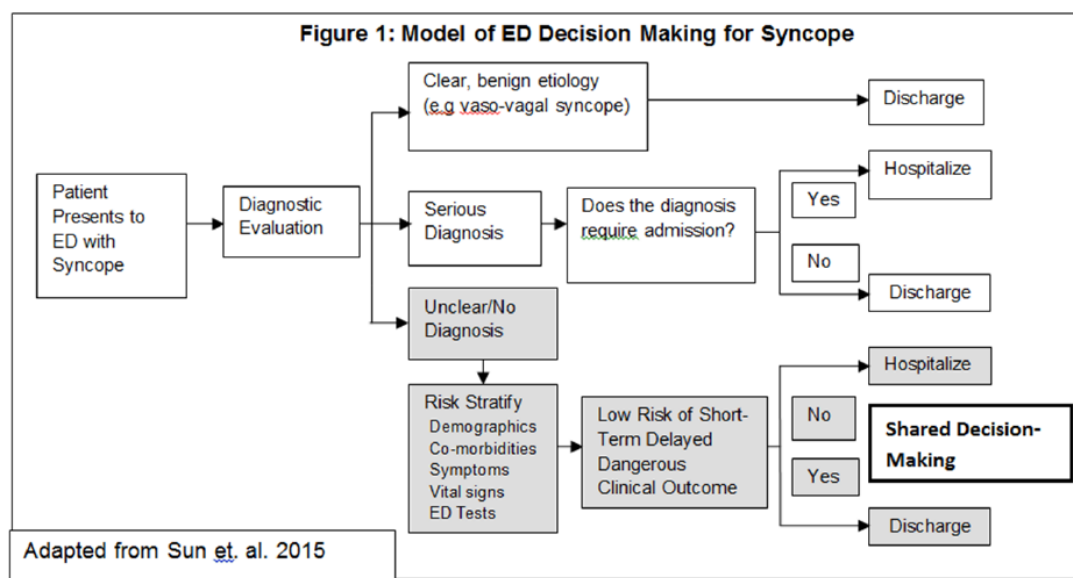 Figure 1: Model of ED Decision Making for Syncope
Clear, benign etiology
(e.g vaso-vagal syncope)
Discharge
Patient
Presents to
ED with
Syncope
Diagnostic
Evaluation
Serious
Diagnosis
Does the diagnosis
require admission?
Yes
No
Hospitalize
Discharge
Unclear/No
Diagnosis
Risk Stratify
Demographics
Co-morbidities
Symptoms
Vital signs
ED Tests
Low Risk of Short-
Term Delayed
Dangerous
Clinical Outcome
No
Yes
Hospitalize
Shared Decision-
Making
Discharge
Adapted from Sun et. al. 2015